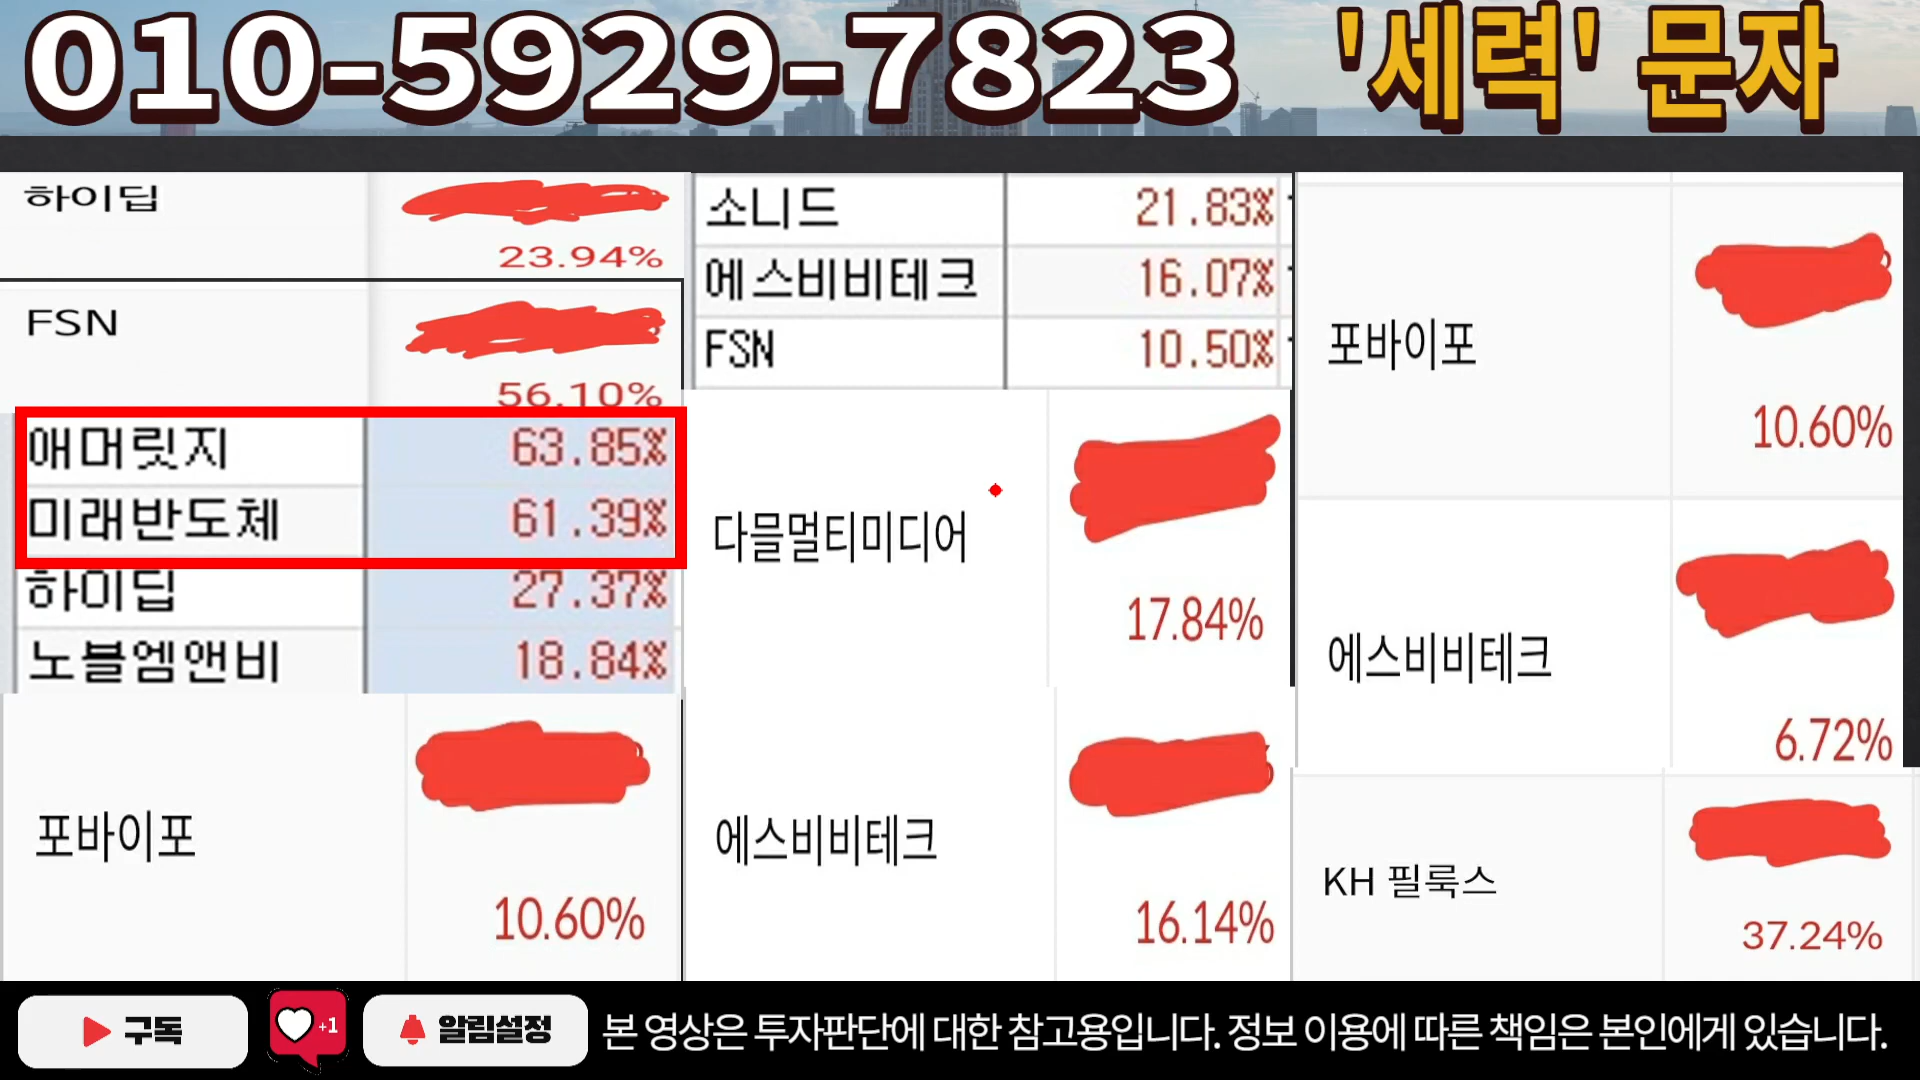 010-5929-7823 '세력' 문자
하이딥
23.94%
FSN
56.10%
애머릿지 63.85%
미래반도체 61.39%
하이딥 27.37%
노블엠앤비 18.84%
포바이포
10.60%
소니드 21.83%
에스비비테크 16.07%
FSN 10.50%
다믈멀티미디어
17.84%
에스비비테크
16.14%
포바이포
10.60%
에스비비테크
6.72%
KH 필룩스
37.24%
구독 +1 알림설정 본 영상은 투자판단에 대한 참고용입니다. 정보 이용에 따른 책임은 본인에게 있습니다.